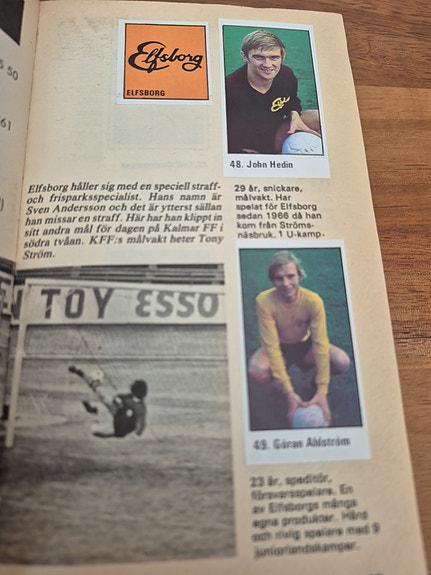 50
961
Elfsborg
ELFSBORG
48. John Hedin
Elfsborg håller sig med en speciell straff-
och frisparksspecialist. Hans namn är
Sven Andersson och det är ytterst sällan
han missar en straff. Här har han klippt in
sitt andra mål för dagen på Kalmar FF i
södra tvåan. KFF:s målvakt heter Tony
Ström.
29 år, snickare,
målvakt. Har
spelat för Elfsborg
sedan 1966 då han
kom från Ströms-
näsbruk. 1 U-kamp.
TOY ESSO
49. Göran Ahlström
23 år, speditör,
försvarsspelare. En
av Elfsborgs många
egna produkter. Hård
och rivig spelare med 9
juniorlandskamper.